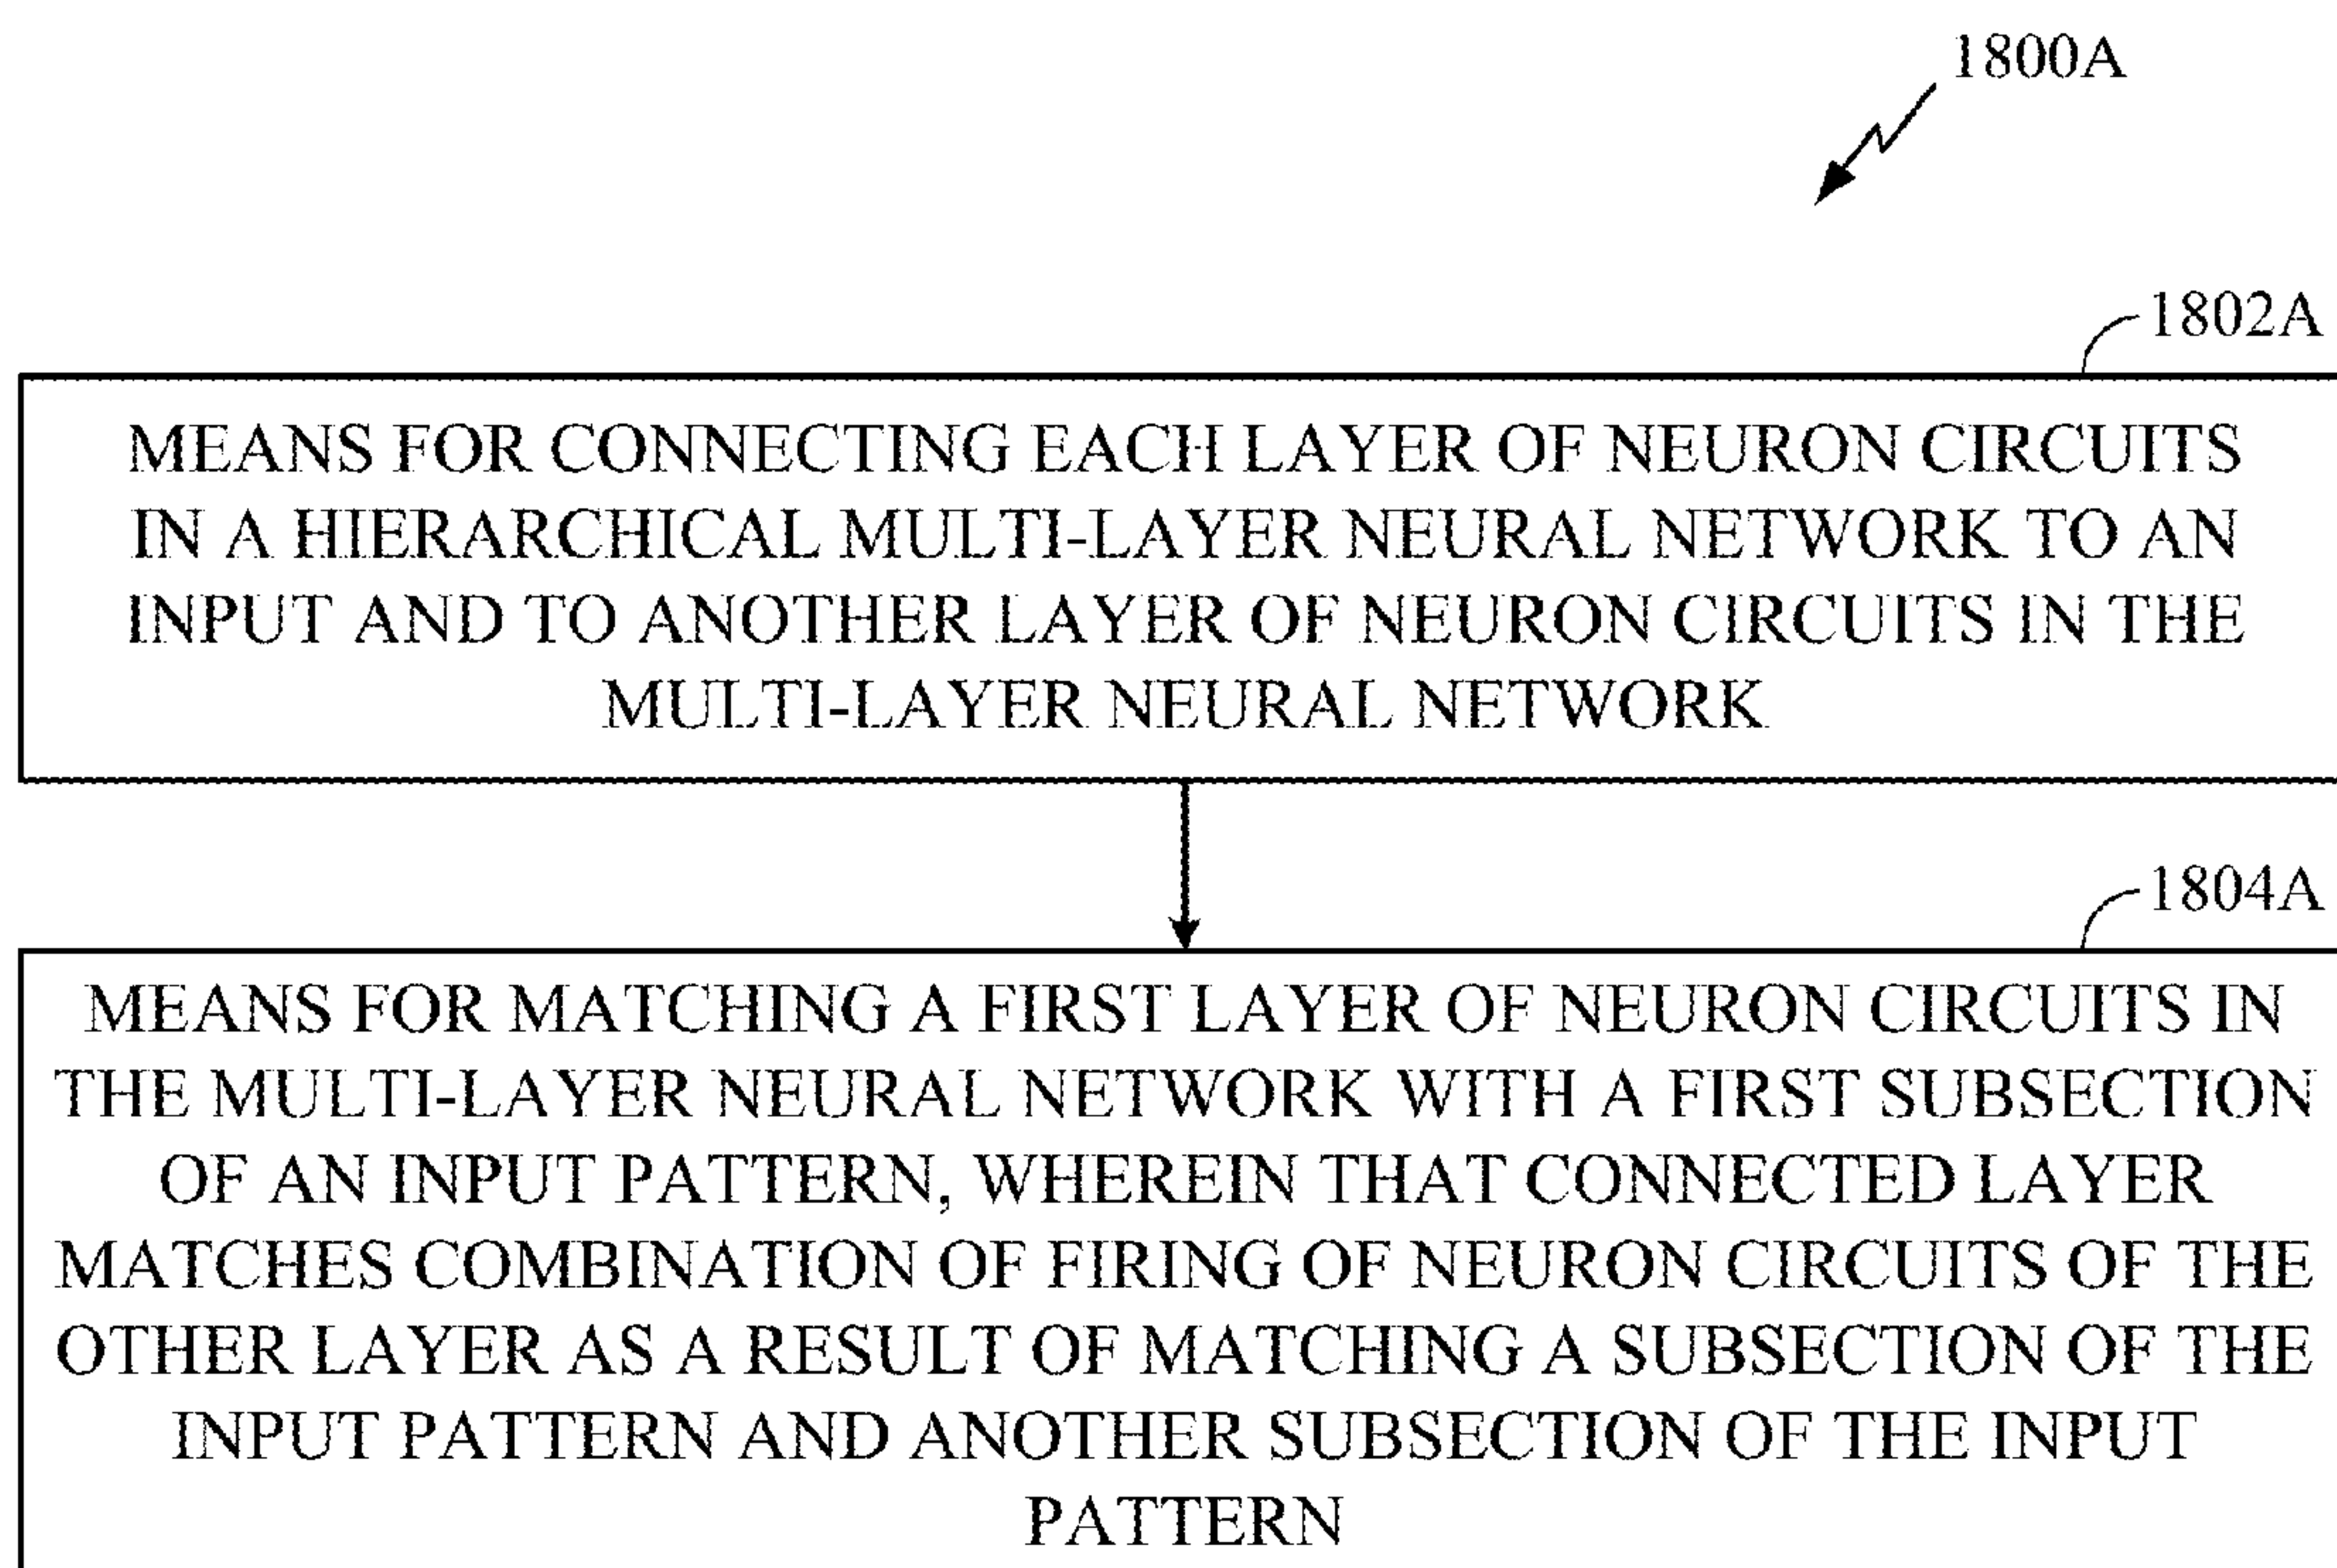 1800A
1802A
MEANS FOR CONNECTING EACH LAYER OF NEURON CIRCUITS
IN A HIERARCHICAL MULTI-LAYER NEURAL NETWORK TO AN
INPUT AND TO ANOTHER LAYER OF NEURON CIRCUITS IN THE
MULTI-LAYER NEURAL NETWORK
1804A
MEANS FOR MATCHING A FIRST LAYER OF NEURON CIRCUITS IN
THE MULTI-LAYER NEURAL NETWORK WITH A FIRST SUBSECTION
OF AN INPUT PATTERN, WHEREIN THAT CONNECTED LAYER
MATCHES COMBINATION OF FIRING OF NEURON CIRCUITS OF THE
OTHER LAYER AS A RESULT OF MATCHING A SUBSECTION OF THE
INPUT PATTERN AND ANOTHER SUBSECTION OF THE INPUT
PATTERN